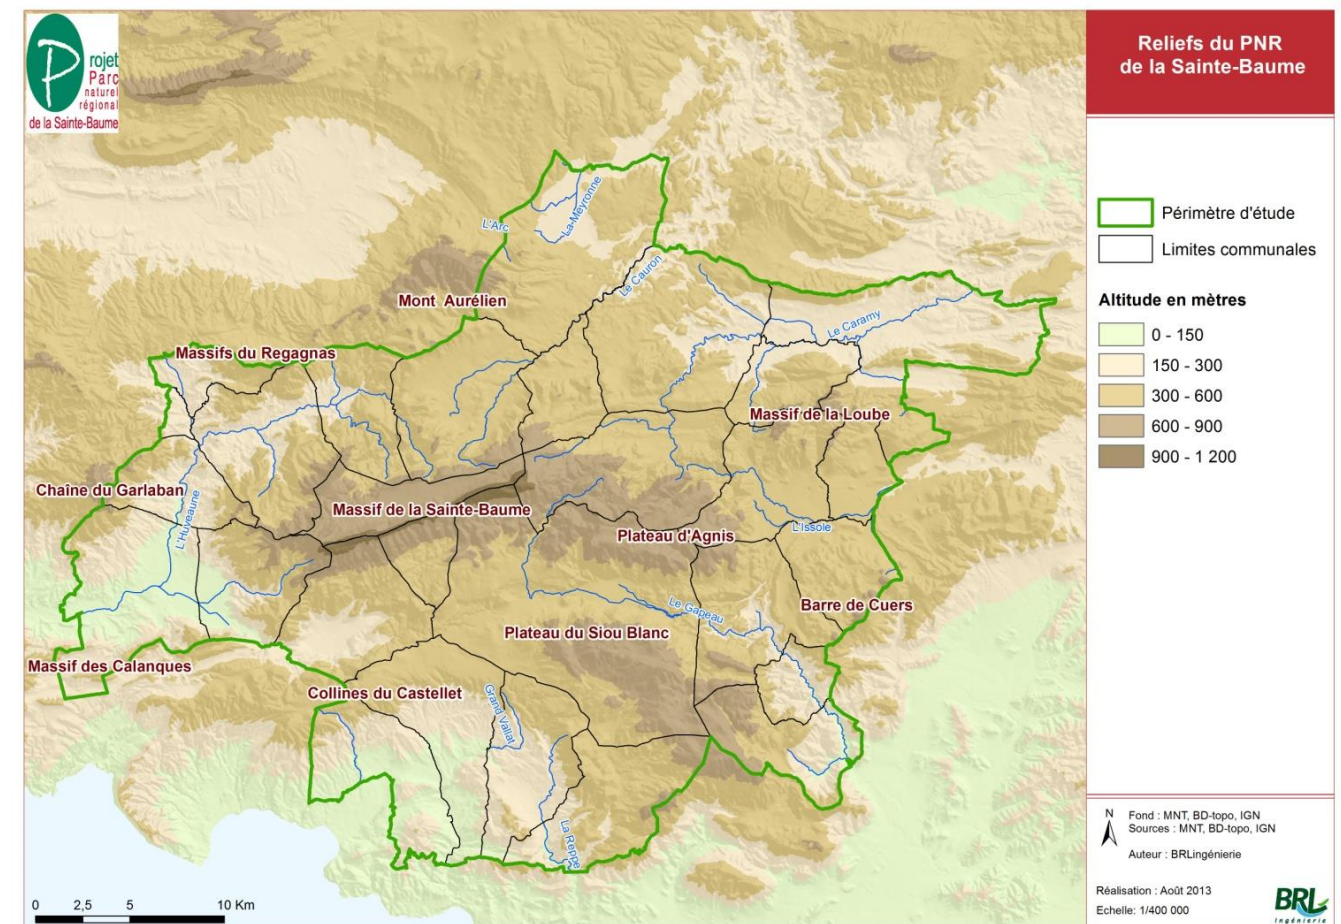 Projet
Parc
naturel
régional
de la Sainte-Baume
Reliefs du PNR
de la Sainte-Baume
Périmètre d'étude
Limites communales
Altitude en mètres
0 - 150
150 - 300
300 - 600
600 - 900
900 - 1 200
L'Arc
La-Meyronne
Le Cauron
Mont Aurélien
Le Caramy
Massifs du Regagnas
Massif de la Loube
Chaîne du Garlaban
L'Huveaune
Massif de la Sainte-Baume
Plateau d'Agnis
L'Issole
Le Gapeau
Barre de Cuers
Plateau du Siou Blanc
Massif des Calanques
Collines du Castellet
Grand Vallat
La Reppe
0 2,5 5 10 Km
N
Fond : MNT, BD-topo, IGN
Sources : MNT, BD-topo, IGN
Auteur : BRLingénierie
Réalisation : Août 2013
Echelle: 1/400 000
BRL
Ingénierie